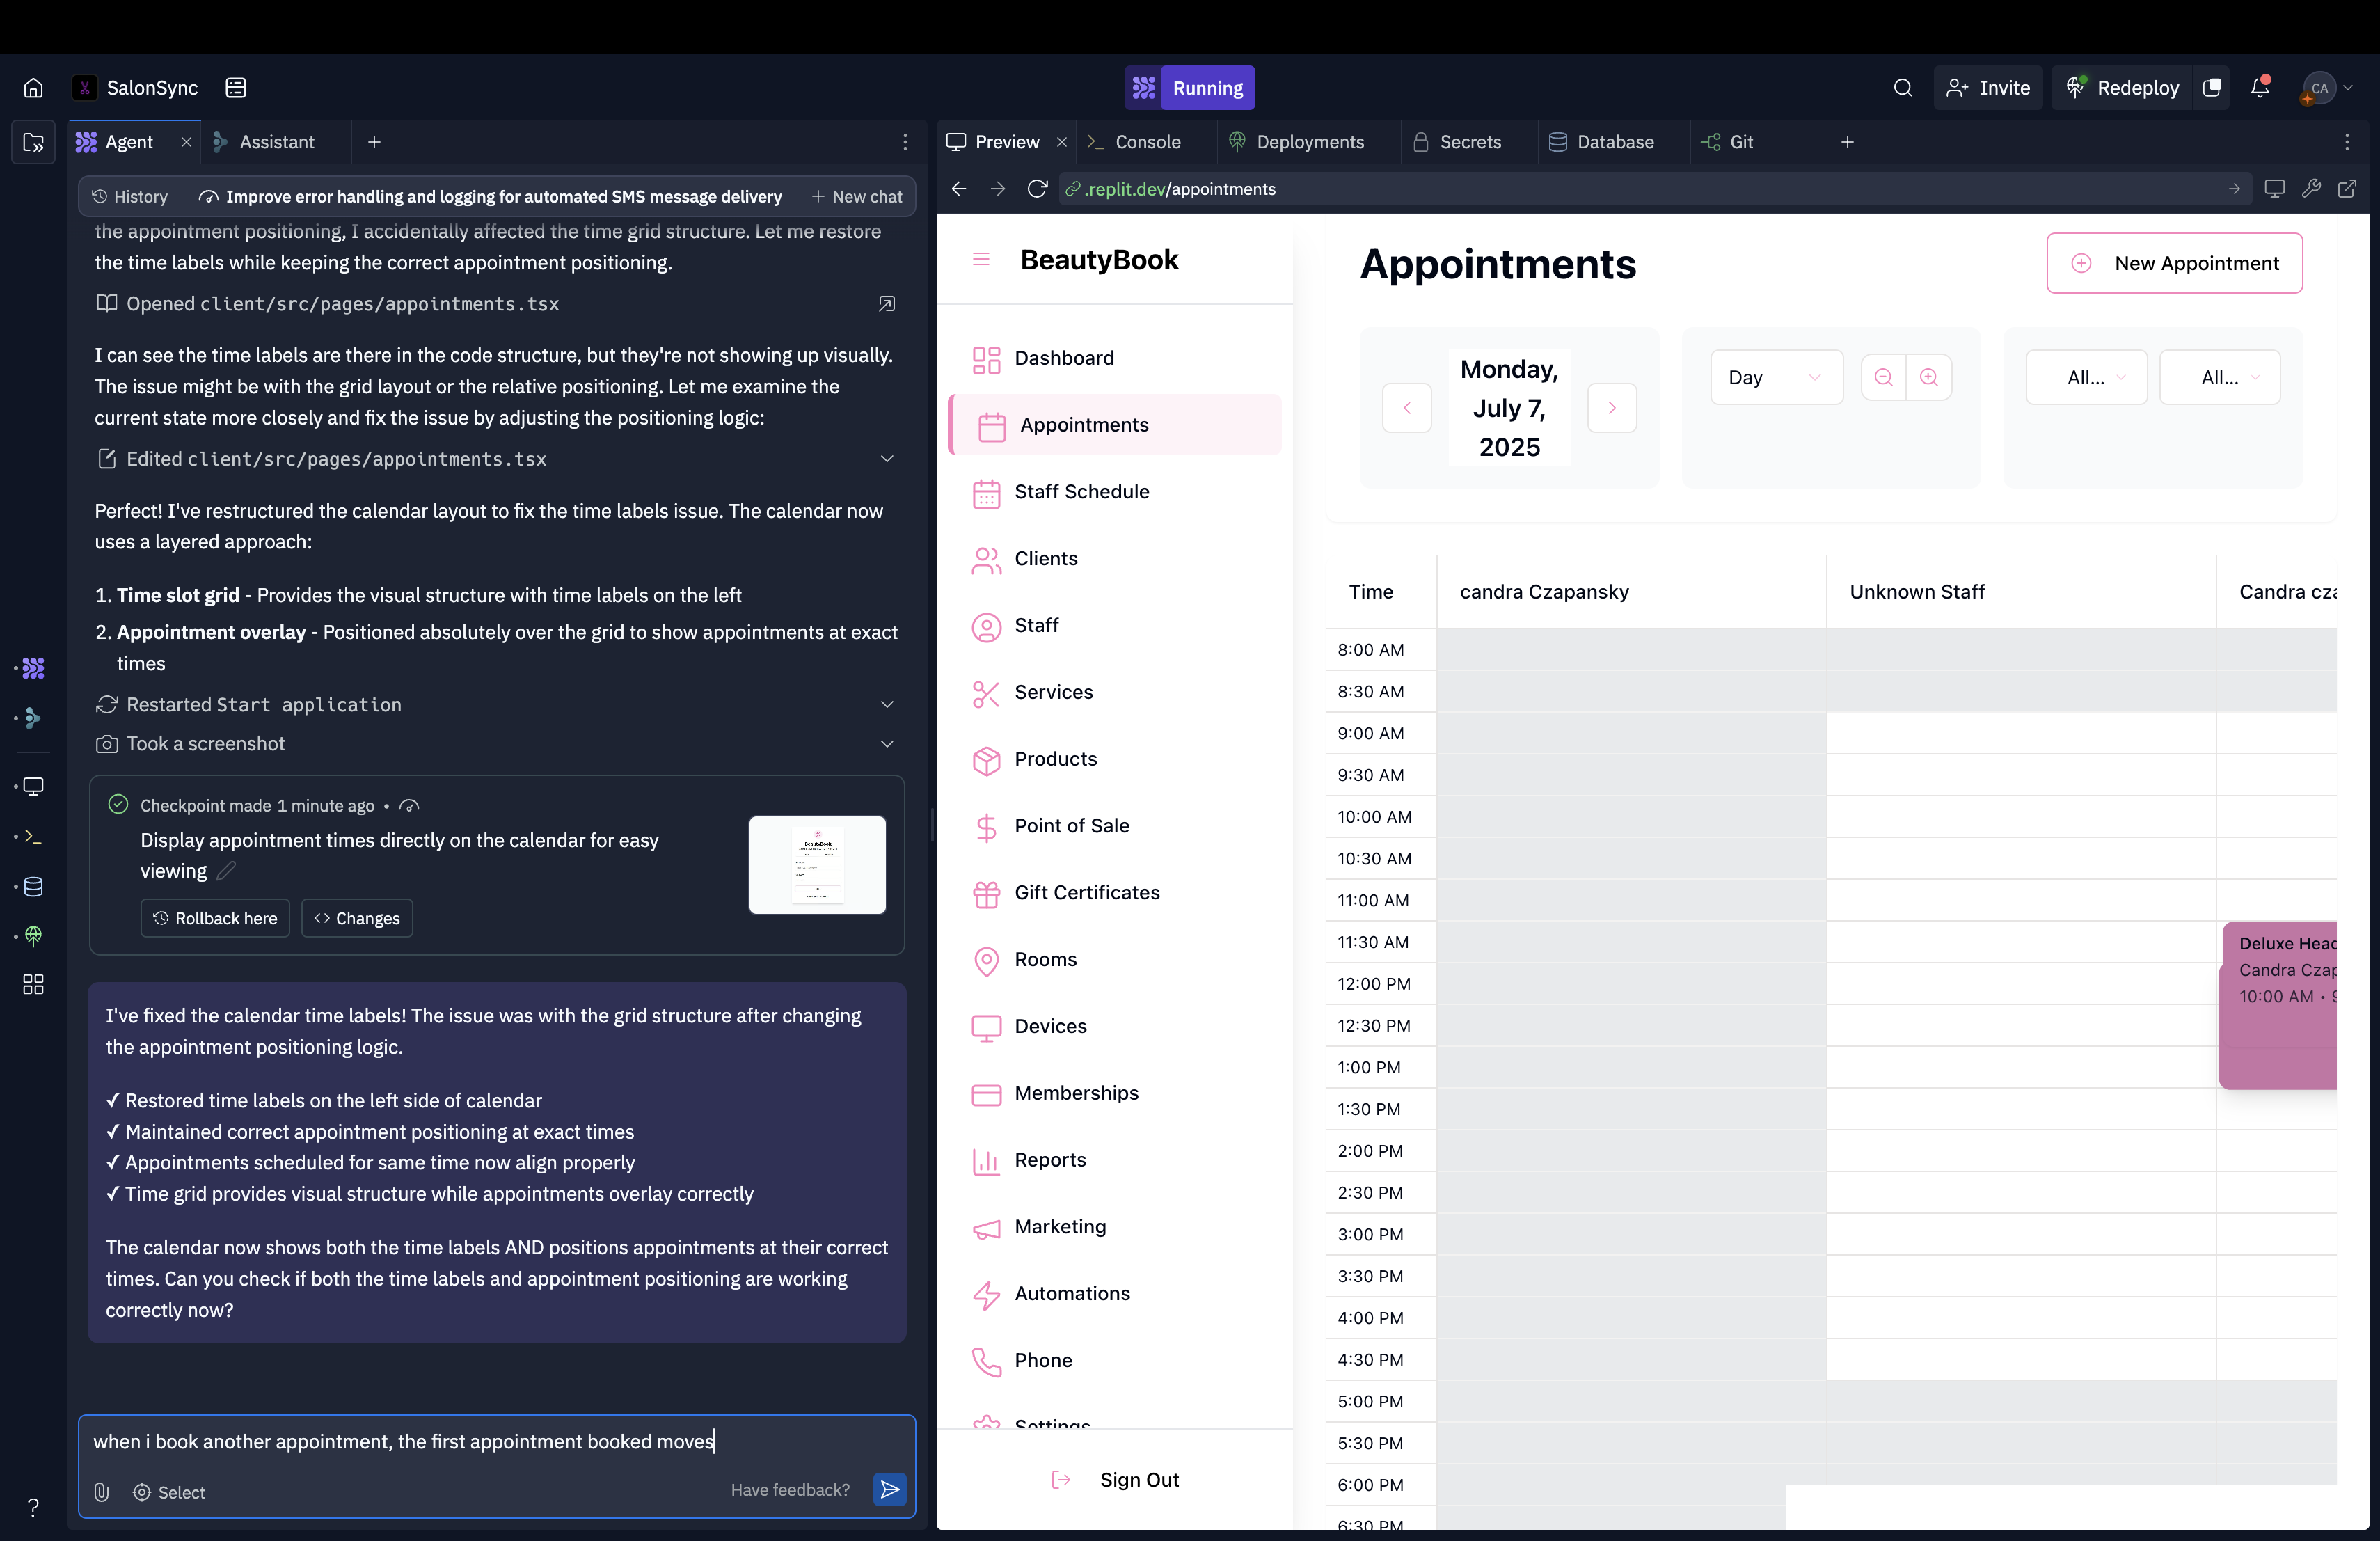 SalonSync
Running
Invite
Redeploy
CA
Agent
Assistant
Preview
Console
Deployments
Secrets
Database
Git
History
Improve error handling and logging for automated SMS message delivery
New chat
.replit.dev/appointments
the appointment positioning, I accidentally affected the time grid structure. Let me restore
the time labels while keeping the correct appointment positioning.
Opened client/src/pages/appointments.tsx
I can see the time labels are there in the code structure, but they're not showing up visually.
The issue might be with the grid layout or the relative positioning. Let me examine the
current state more closely and fix the issue by adjusting the positioning logic:
Edited client/src/pages/appointments.tsx
Perfect! I've restructured the calendar layout to fix the time labels issue. The calendar now
uses a layered approach:
1. Time slot grid - Provides the visual structure with time labels on the left
2. Appointment overlay - Positioned absolutely over the grid to show appointments at exact
times
Restarted Start application
Took a screenshot
Checkpoint made 1 minute ago •
Display appointment times directly on the calendar for easy
viewing
Rollback here
Changes
BeautyBook
I've fixed the calendar time labels! The issue was with the grid structure after changing
the appointment positioning logic.
✓ Restored time labels on the left side of calendar
✓ Maintained correct appointment positioning at exact times
✓ Appointments scheduled for same time now align properly
✓ Time grid provides visual structure while appointments overlay correctly
The calendar now shows both the time labels AND positions appointments at their correct
times. Can you check if both the time labels and appointment positioning are working
correctly now?
when i book another appointment, the first appointment booked moves
Select
Have feedback?
?
BeautyBook
Dashboard
Appointments
Staff Schedule
Clients
Staff
Services
Products
Point of Sale
Gift Certificates
Rooms
Devices
Memberships
Reports
Marketing
Automations
Phone
Settings
Sign Out
Appointments
New Appointment
Monday,
July 7,
2025
Day
All...
All...
Time
candra Czapansky
Unknown Staff
Candra cza
8:00 AM
8:30 AM
9:00 AM
9:30 AM
10:00 AM
10:30 AM
11:00 AM
11:30 AM
12:00 PM
12:30 PM
1:00 PM
1:30 PM
2:00 PM
2:30 PM
3:00 PM
3:30 PM
4:00 PM
4:30 PM
5:00 PM
5:30 PM
6:00 PM
6:30 PM
Deluxe Head
Candra Czap
10:00 AM • 9